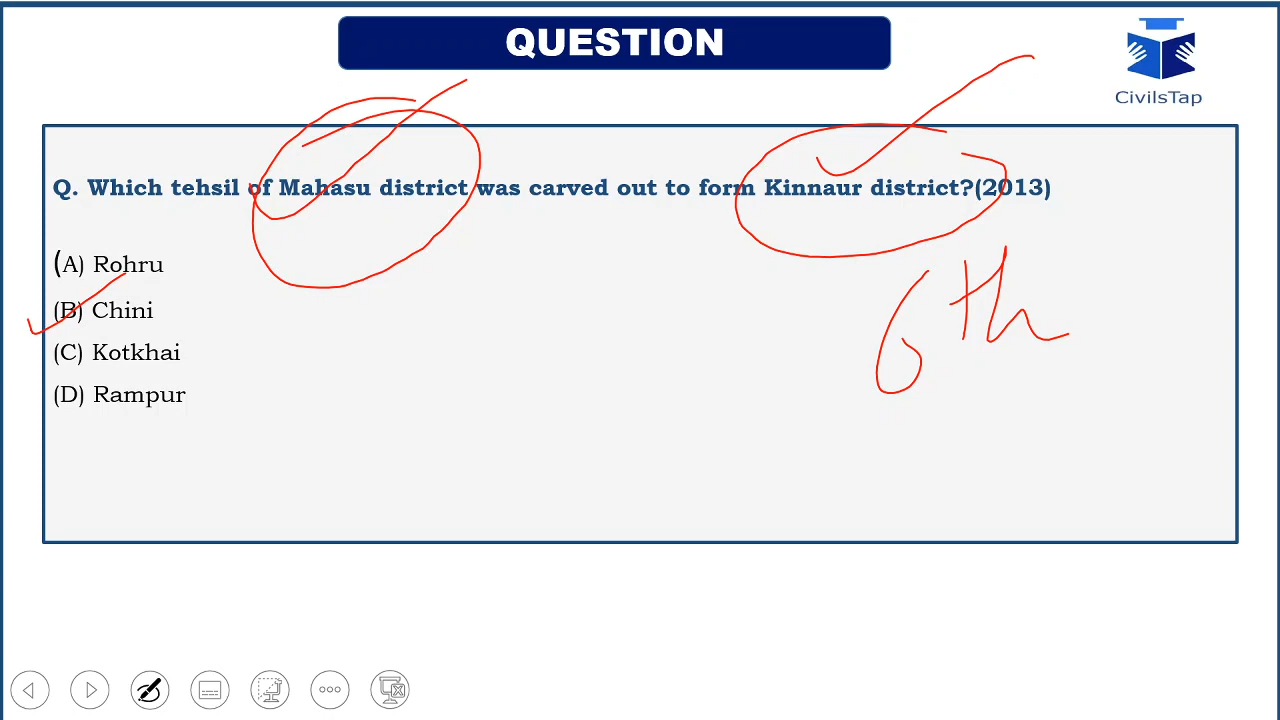 QUESTION
CivilsTap
Q. Which tehsil of Mahasu district was carved out to form Kinnaur district?(2013)
(A) Rohru
(B) Chini
(C) Kotkhai
(D) Rampur
6th